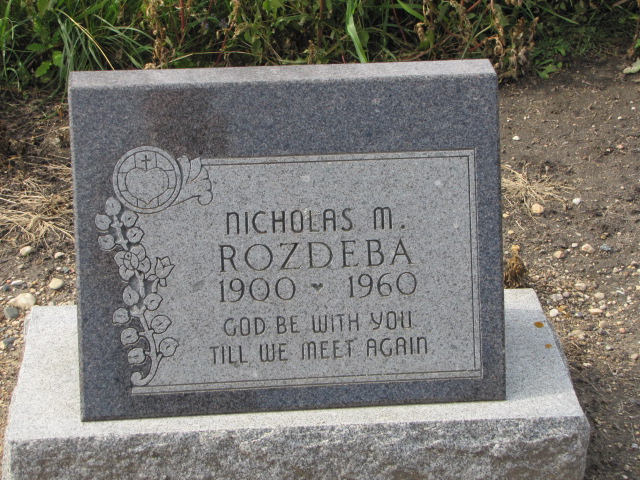 NICHOLAS M.
ROZDEBA
1900 ♥ 1960
GOD BE WITH YOU
TILL WE MEET AGAIN